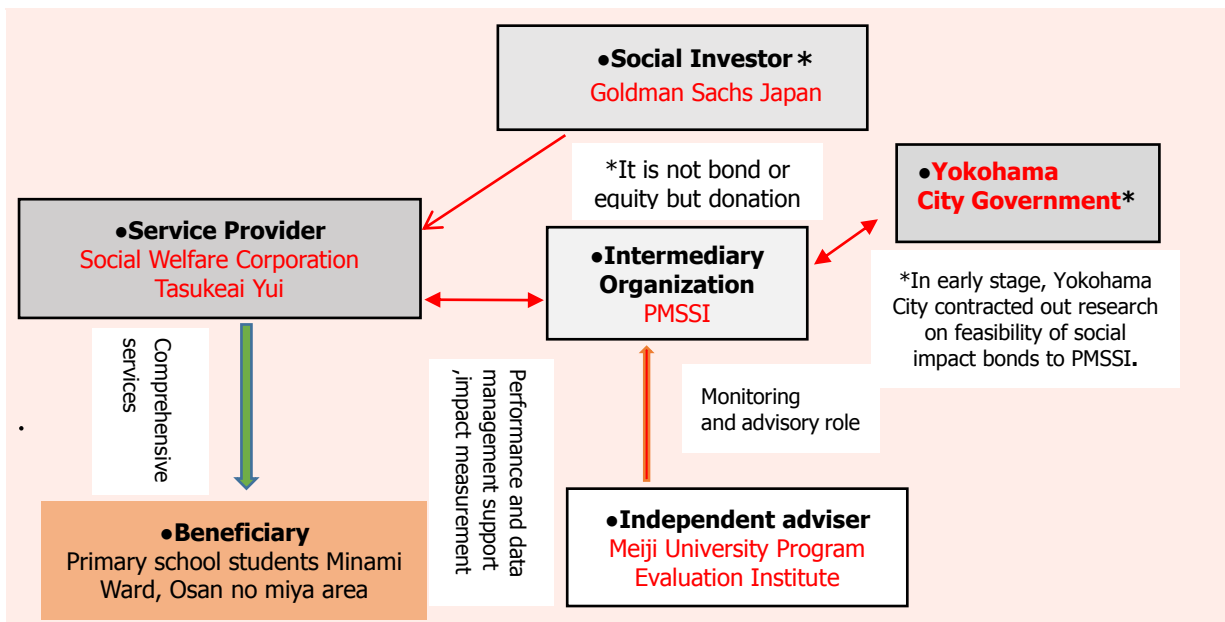 ●Social Investor*
Goldman Sachs Japan
*It is not bond or
equity but donation
●Yokohama
City Government*
●Service Provider
Social Welfare Corporation
Tasukeai Yui
●Intermediary
Organization
PMSSI
*In early stage, Yokohama
City contracted out research
on feasibility of social
impact bonds to PMSSI.
Comprehensive
services
Performance and data
management support
,impact measurement
Monitoring
and advisory role
●Beneficiary
Primary school students Minami
Ward, Osan no miya area
●Independent adviser
Meiji University Program
Evaluation Institute